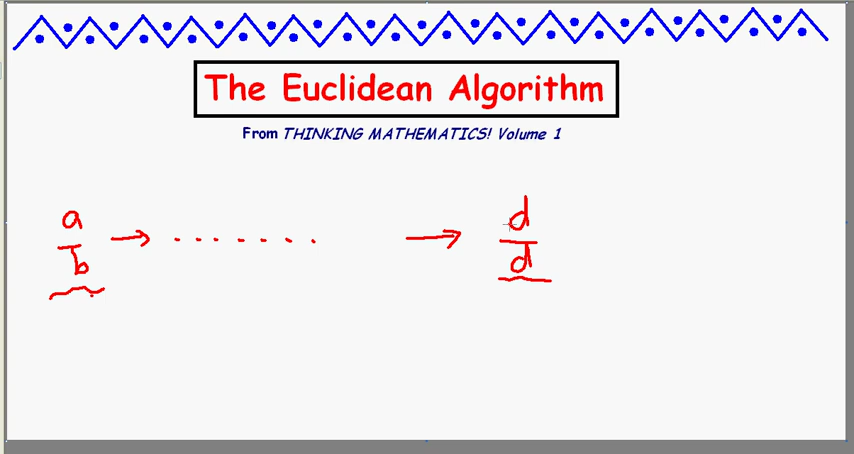 The Euclidean Algorithm
From THINKING MATHEMATICS! Volume 1
a/b → ....... → d/d